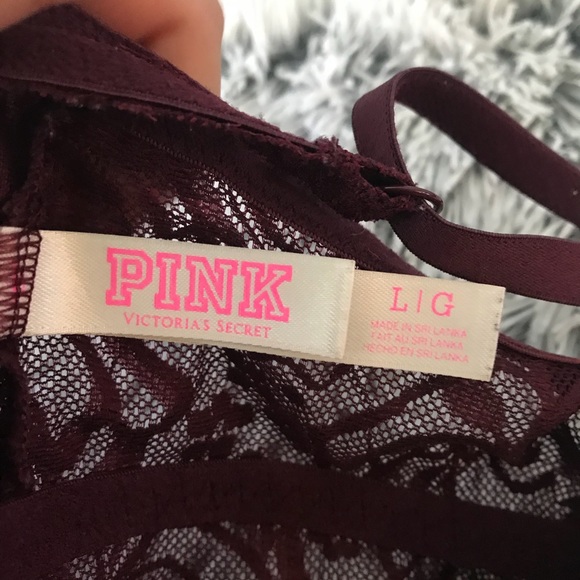 PINK
VICTORIA'S SECRET
L|G
MADE IN SRI LANKA
FAIT AU SRI LANKA
HECHO EN SRI LANKA